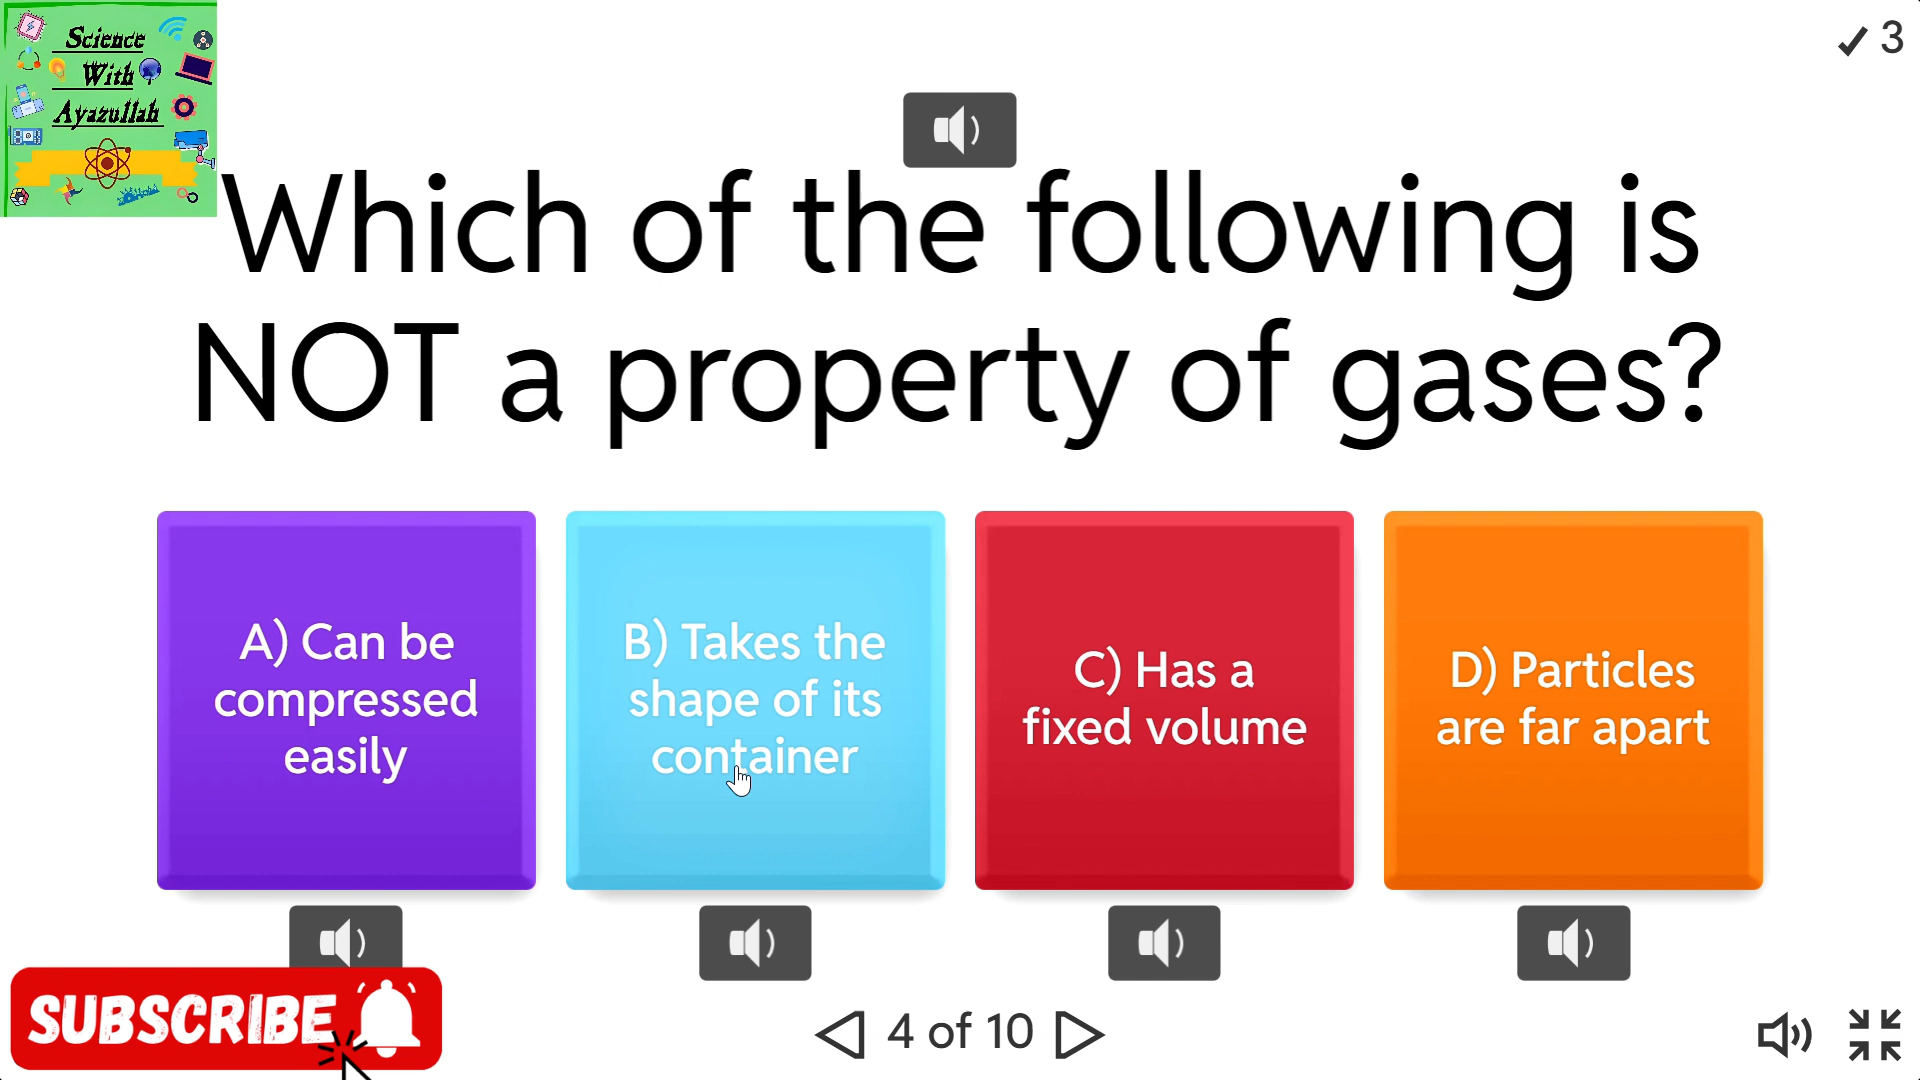 Science
With
Ayazullah
3
Which of the following is
NOT a property of gases?
A) Can be
compressed
easily
B) Takes the
shape of its
container
C) Has a
fixed volume
D) Particles
are far apart
SUBSCRIBE
4 of 10